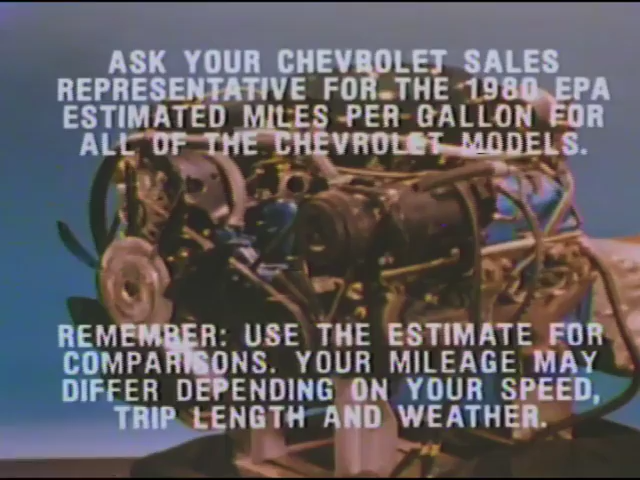 ASK YOUR CHEVROLET SALES
REPRESENTATIVE FOR THE 1980 EPA
ESTIMATED MILES PER GALLON FOR
ALL OF THE CHEVROLET MODELS.
REMEMBER: USE THE ESTIMATE FOR
COMPARISONS. YOUR MILEAGE MAY
DIFFER DEPENDING ON YOUR SPEED,
TRIP LENGTH AND WEATHER.